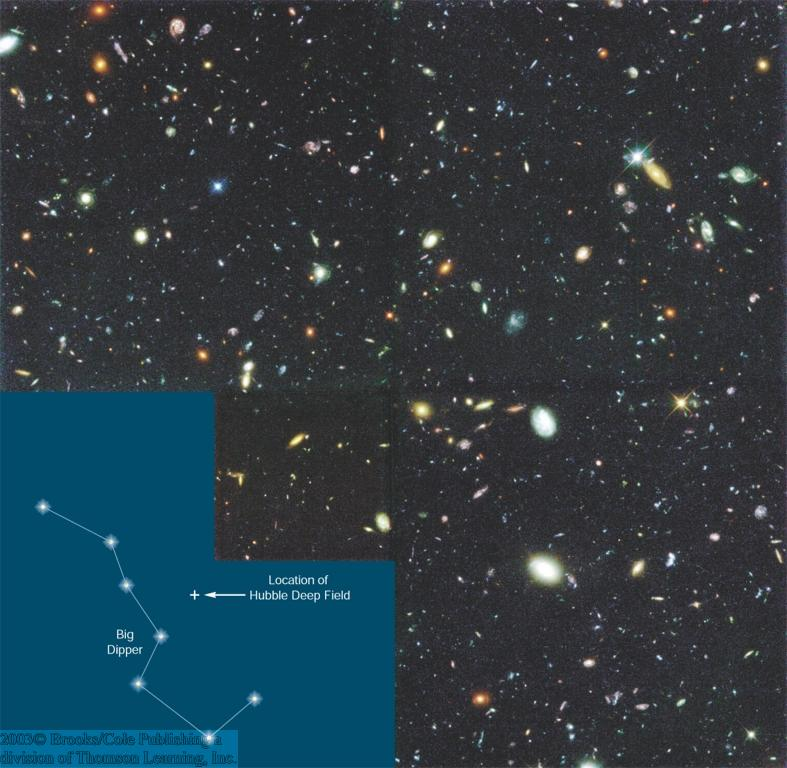 Location of
Hubble Deep Field
Big
Dipper
2003© Brooks/Cole Publishing a
division of Thomson Learning, Inc.